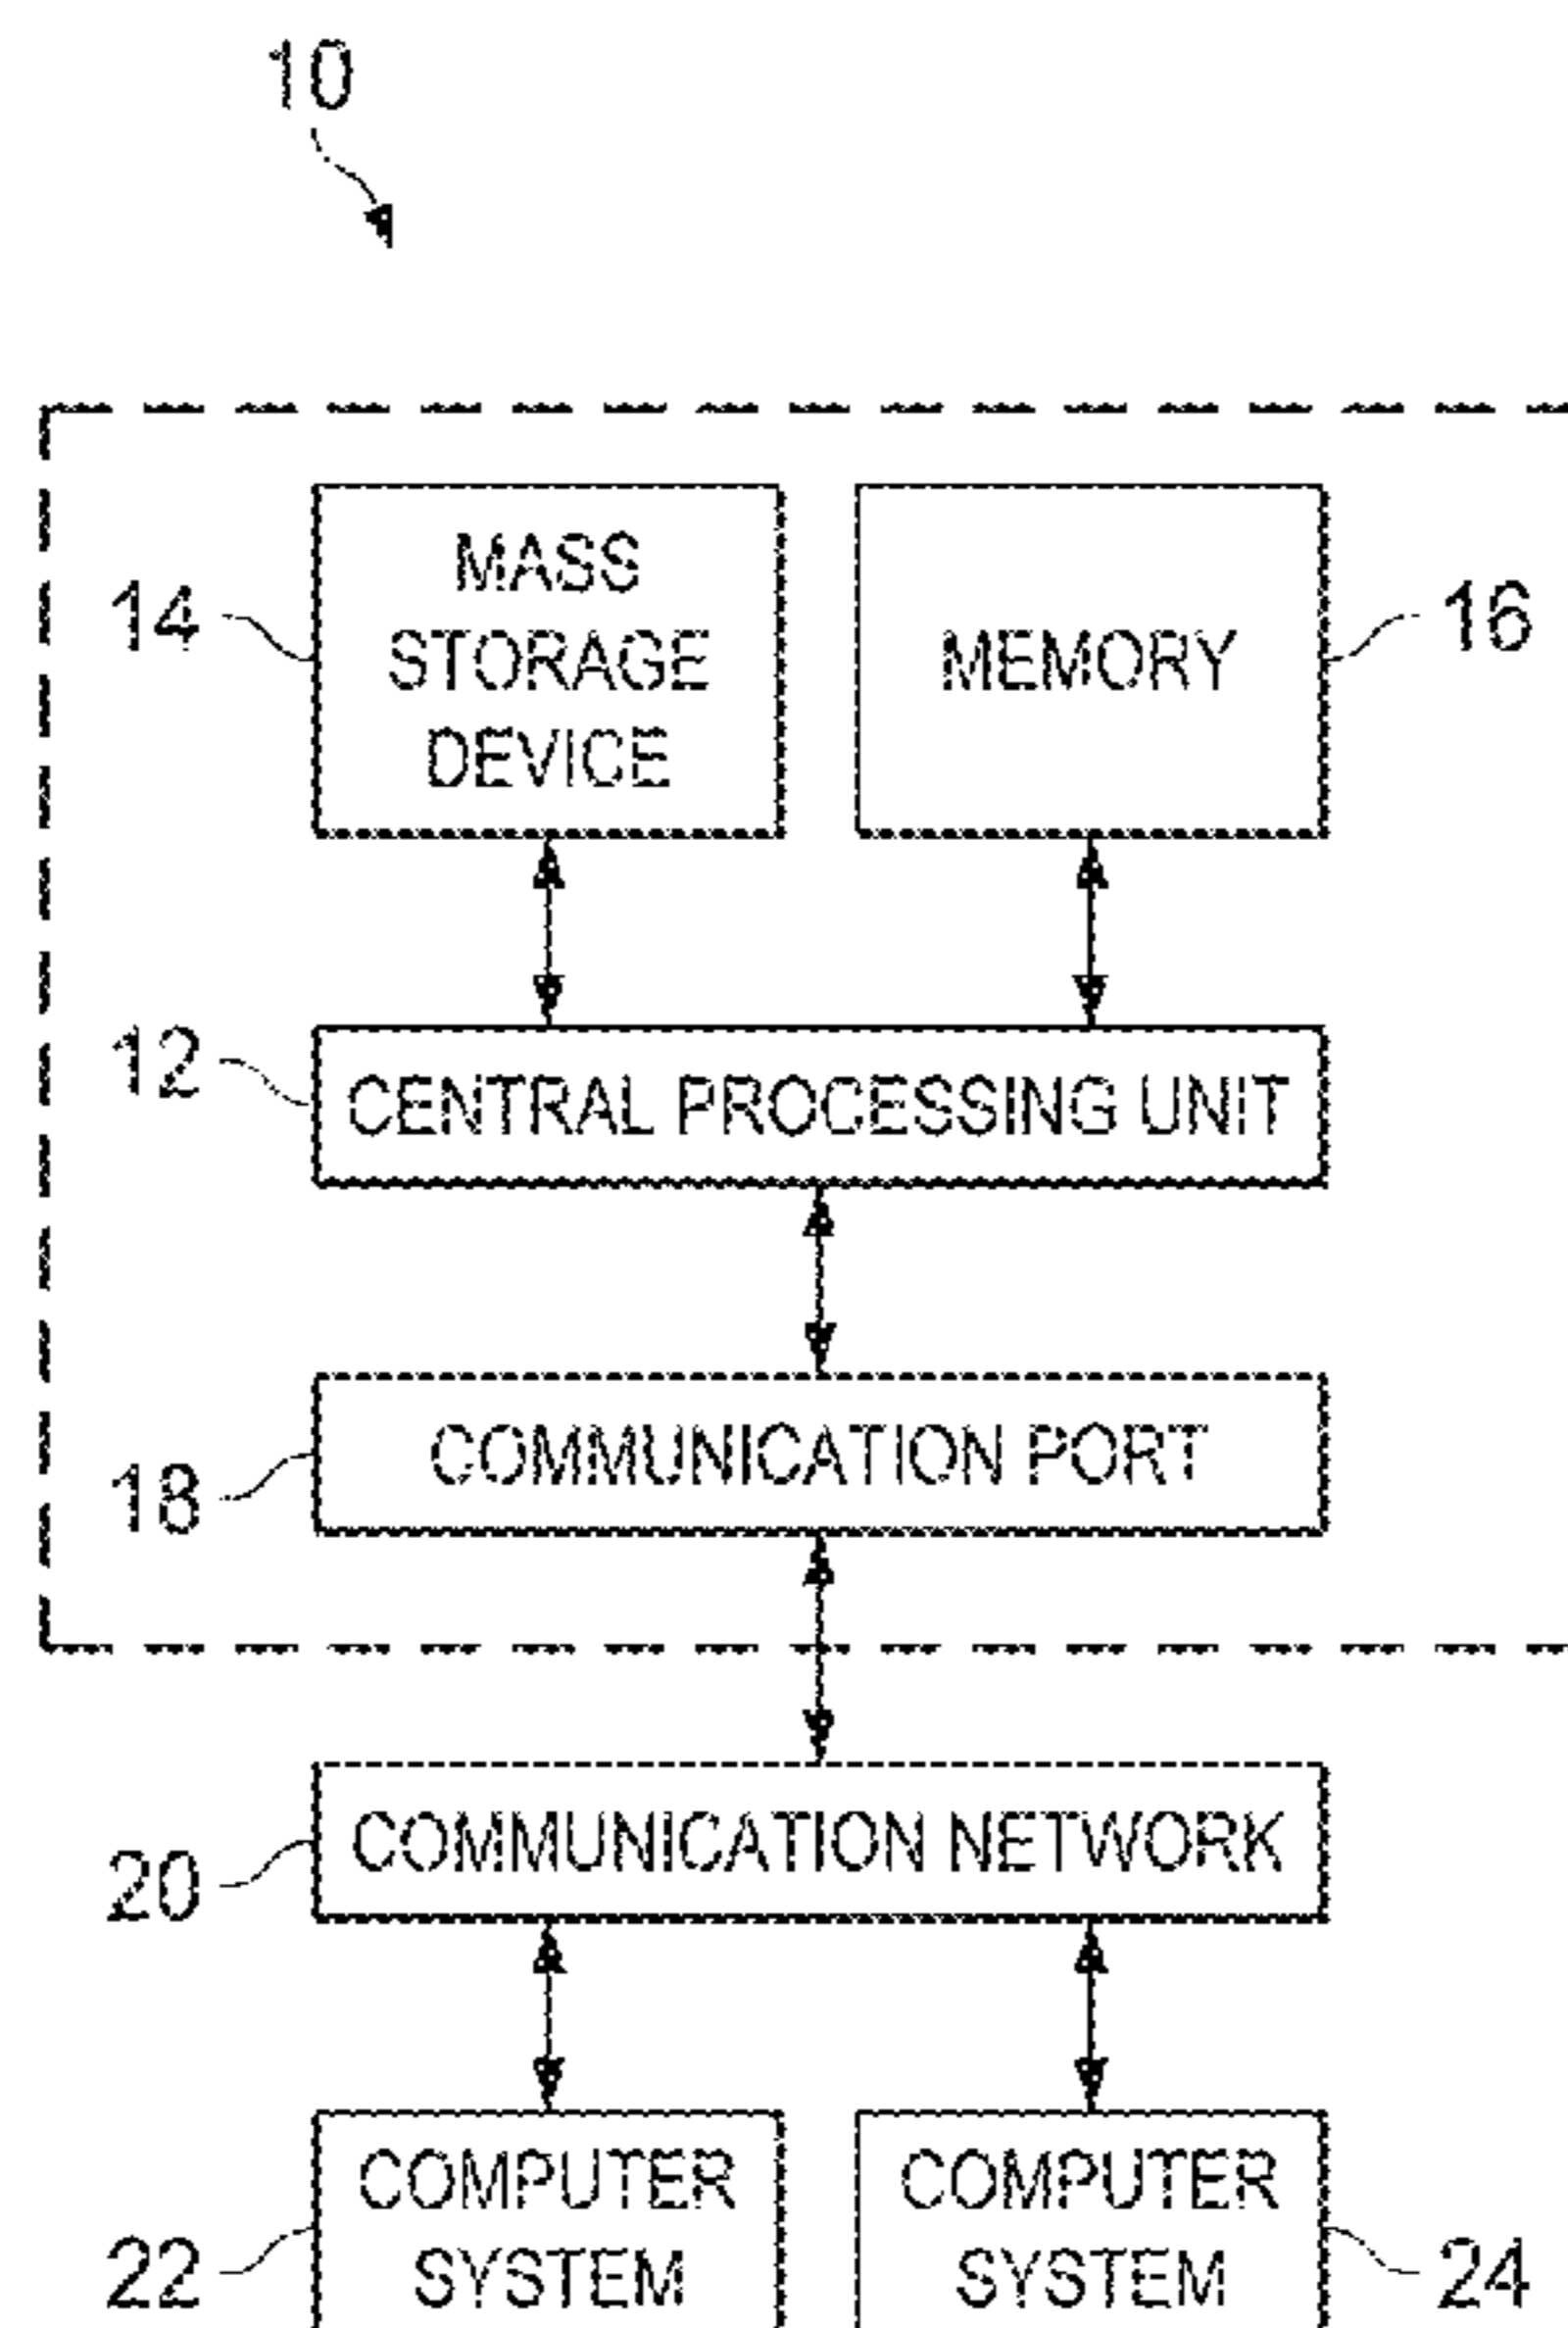 10
MASS
STORAGE
DEVICE
14
MEMORY
16
12
CENTRAL PROCESSING UNIT
18
COMMUNICATION PORT
20
COMMUNICATION NETWORK
22
COMPUTER
SYSTEM
COMPUTER
SYSTEM
24